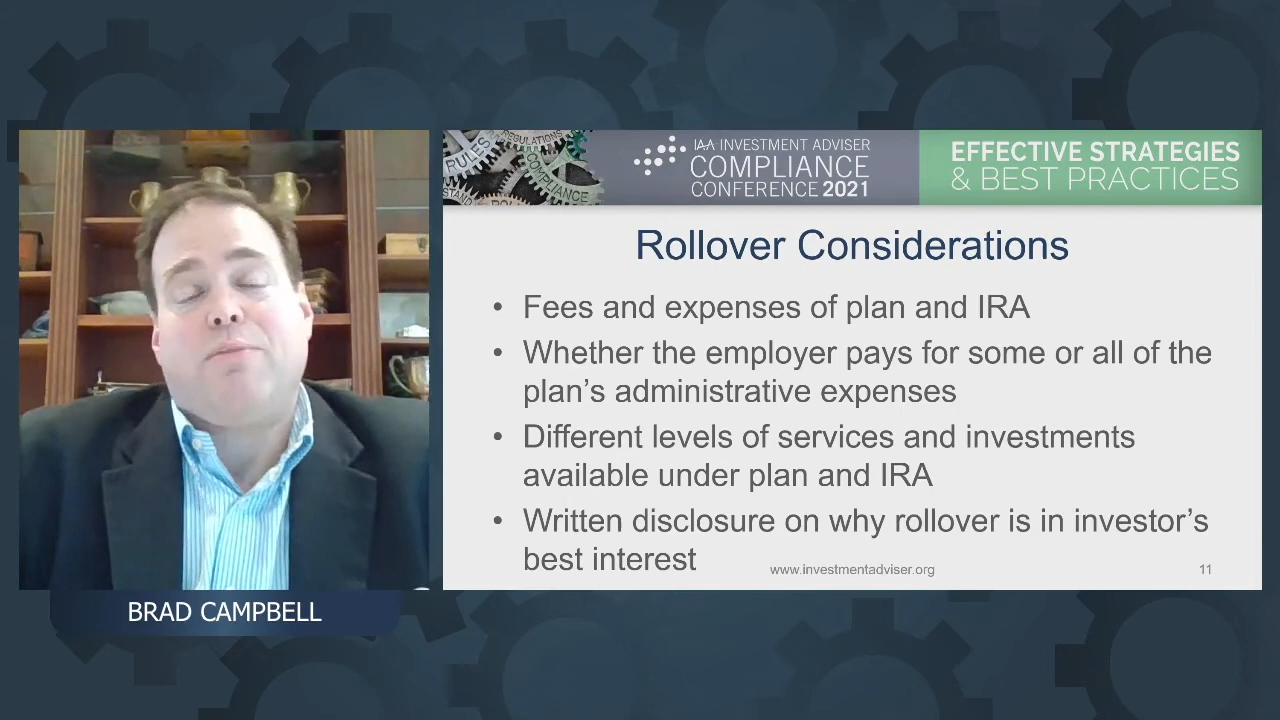 RULES
REGULATIONS
COMPLIANCE
IAA INVESTMENT ADVISER
COMPLIANCE
CONFERENCE 2021
EFFECTIVE STRATEGIES
& BEST PRACTICES
Rollover Considerations
• Fees and expenses of plan and IRA
• Whether the employer pays for some or all of the
plan’s administrative expenses
• Different levels of services and investments
available under plan and IRA
• Written disclosure on why rollover is in investor’s
best interest
www.investmentadviser.org
11
BRAD CAMPBELL